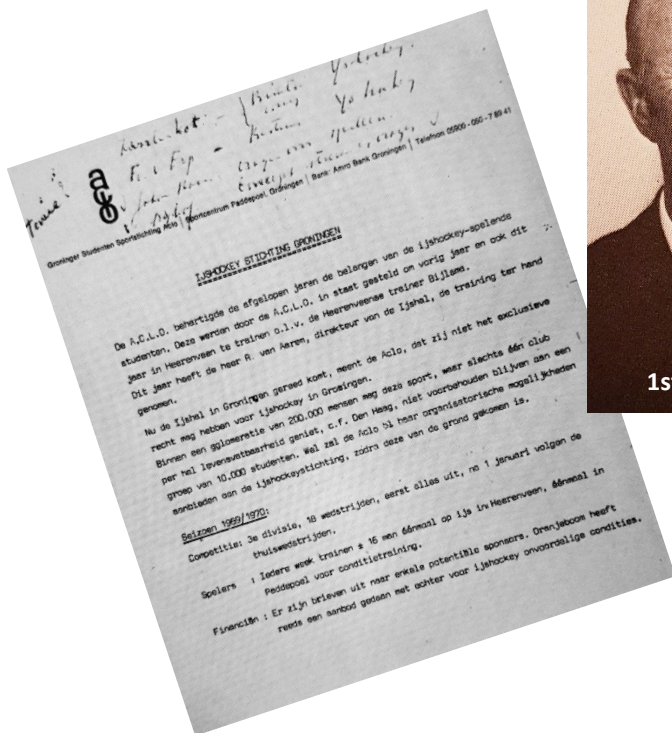 aclo
Groninger Studenten Sportstichting Aclo | Sportcentrum Paddepoel, Groningen | Bank: Amro Bank Groningen | Telefoon 05900 - 050 - 7 89 41
IJSHOCKEY STICHTING GRONINGEN
De A.C.L.O. behartigde de afgelopen jaren de belangen van de ijshockey-spelende
studenten. Deze werden door de A.C.L.O. in staat gesteld om vorig jaar en ook dit
jaar in Heerenveen te trainen o.l.v. de Heerenveense trainer Bijlsma.
Dit jaar heeft de heer R. van Aarem, direkteur van de Ijshal, de training ter hand
genomen.
Nu de Ijshal in Groningen gereed komt, meent de Aclo, dat zij niet het exclusieve
recht mag hebben voor ijshockey in Groningen.
Binnen een agglomeratie van 200.000 mensen mag deze sport, waar slechts één club
per hal levensvatbaarheid geniet, c.f. Den Haag, niet voorbehouden blijven aan een
groep van 10.000 studenten. Wel zal de Aclo al haar organisatorische mogelijkheden
aanbieden aan de ijshockeystichting, zodra deze van de grond gekomen is.
Seizoen 1969/1970:
Competitie: 3e divisie, 18 wedstrijden, eerst alles uit, na 1 januari volgen de
thuiswedstrijden.
Spelers : Iedere week trainen ± 16 man éénmaal op ijs in Heerenveen, éénmaal in
Paddepoel voor conditietraining.
Financiën : Er zijn brieven uit naar enkele potentiële sponsors. Oranjeboom heeft
reeds een aanbod gedaan met echter voor ijshockey onvoordelige condities.
1s